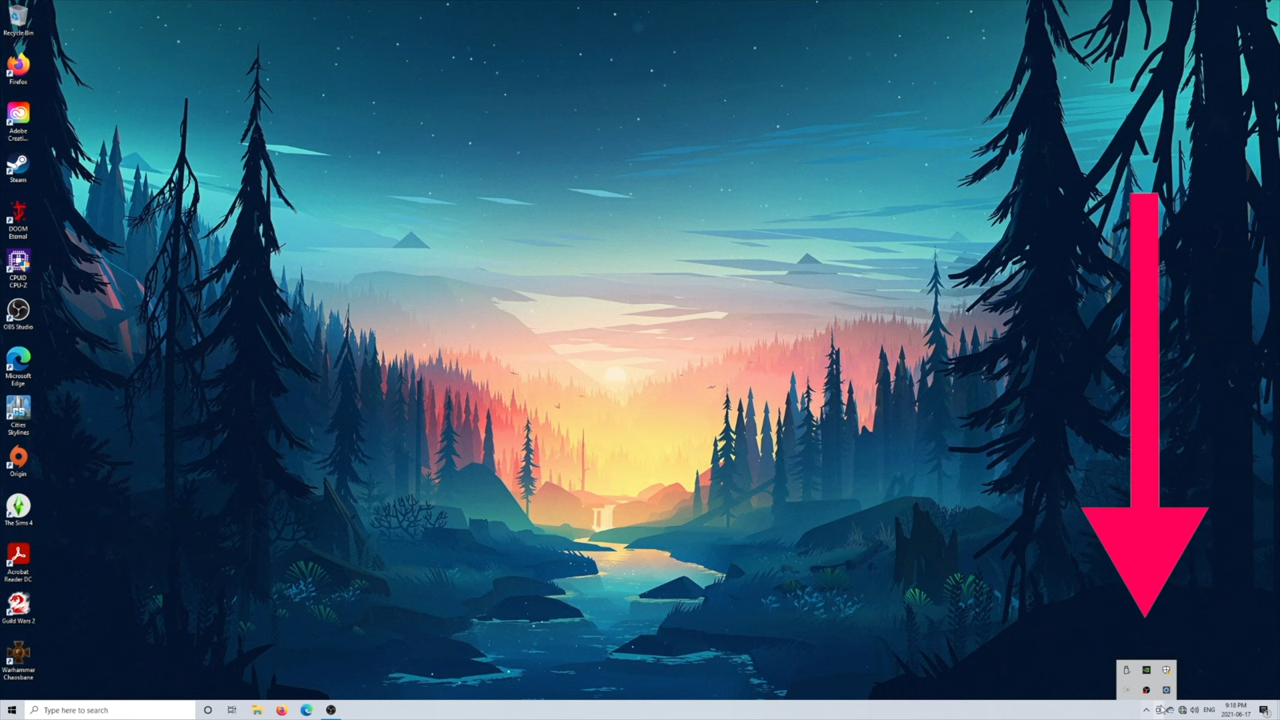 Recycle Bin
Firefox
Adobe
Creati...
Steam
DOOM
Eternal
CPUID
CPU-Z
OBS Studio
Microsoft
Edge
CS
Cities
Skylines
Origin
The Sims 4
Acrobat
Reader DC
Guild Wars 2
Warhammer
Chaosbane
Type here to search
ENG
9:18 PM
2021-06-17